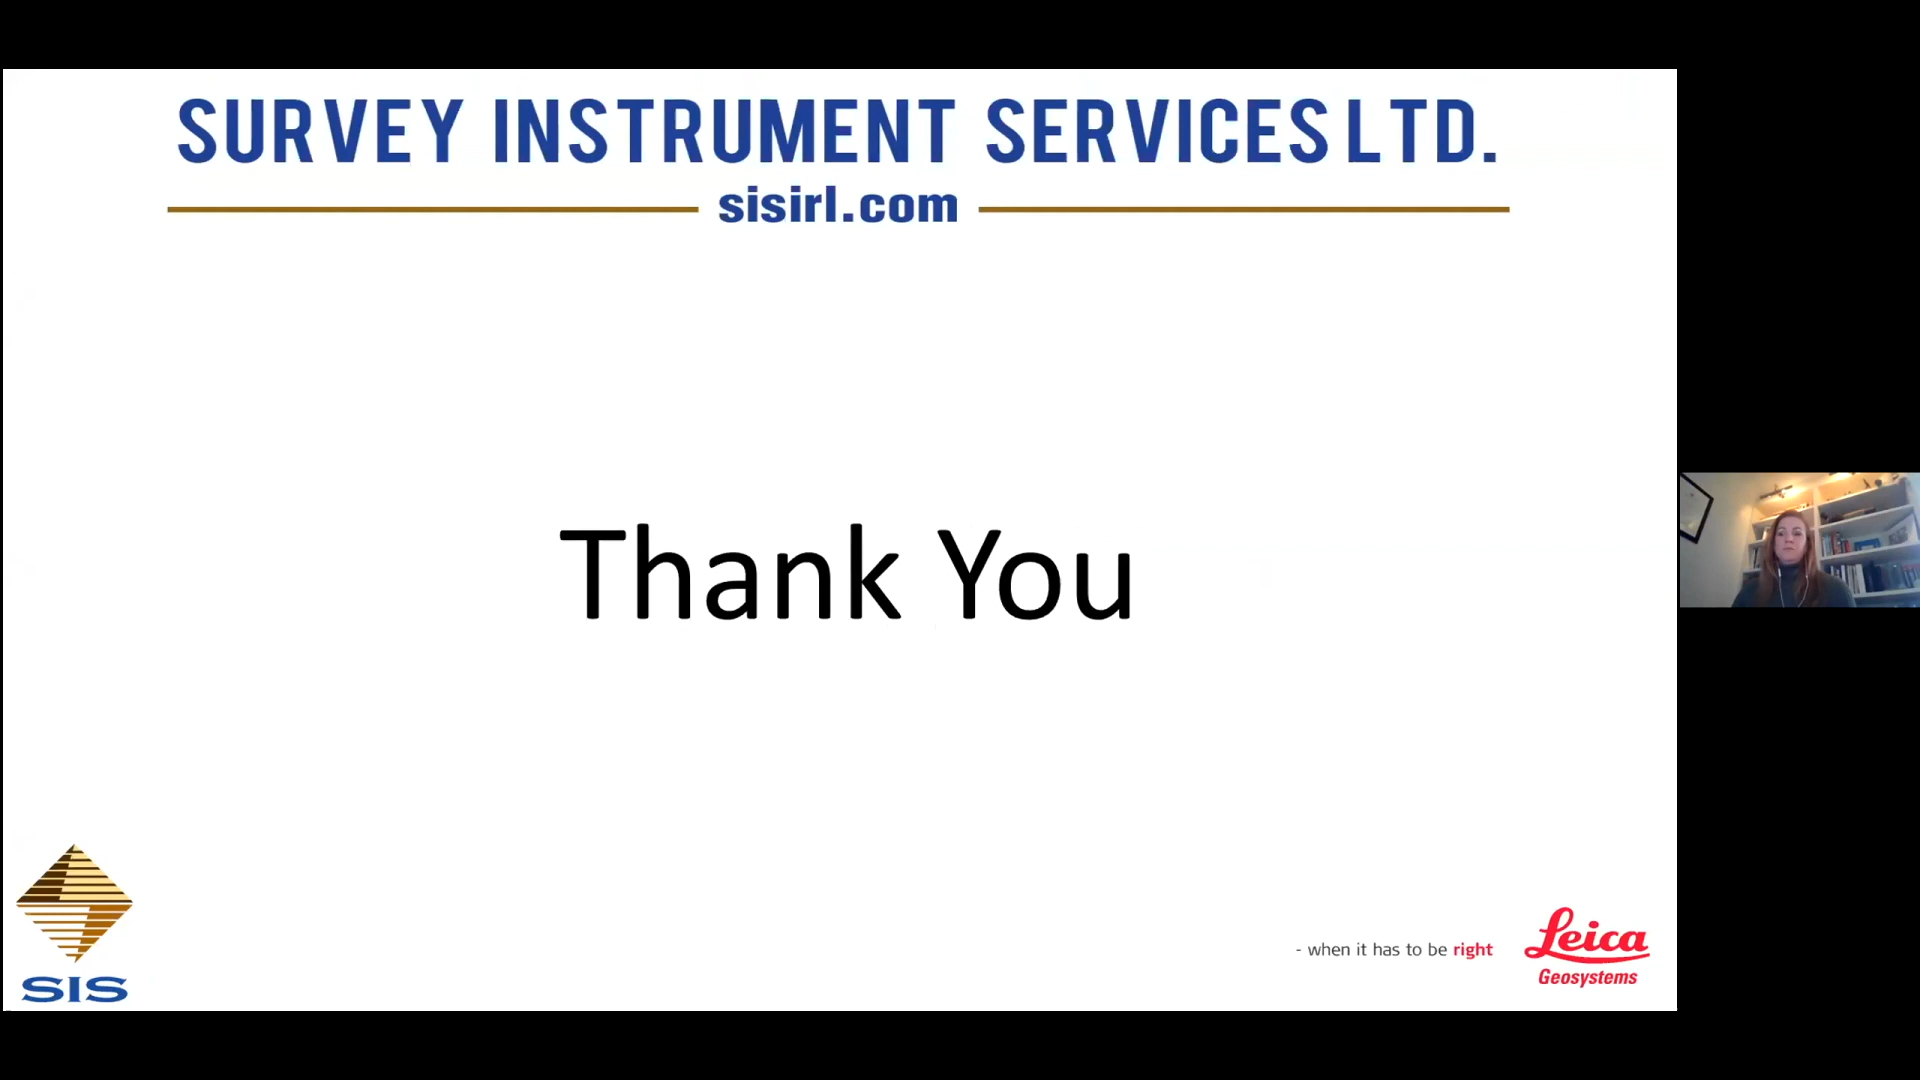 SURVEY INSTRUMENT SERVICES LTD.
sisirl.com
Thank You
SIS
- when it has to be right
Leica
Geosystems